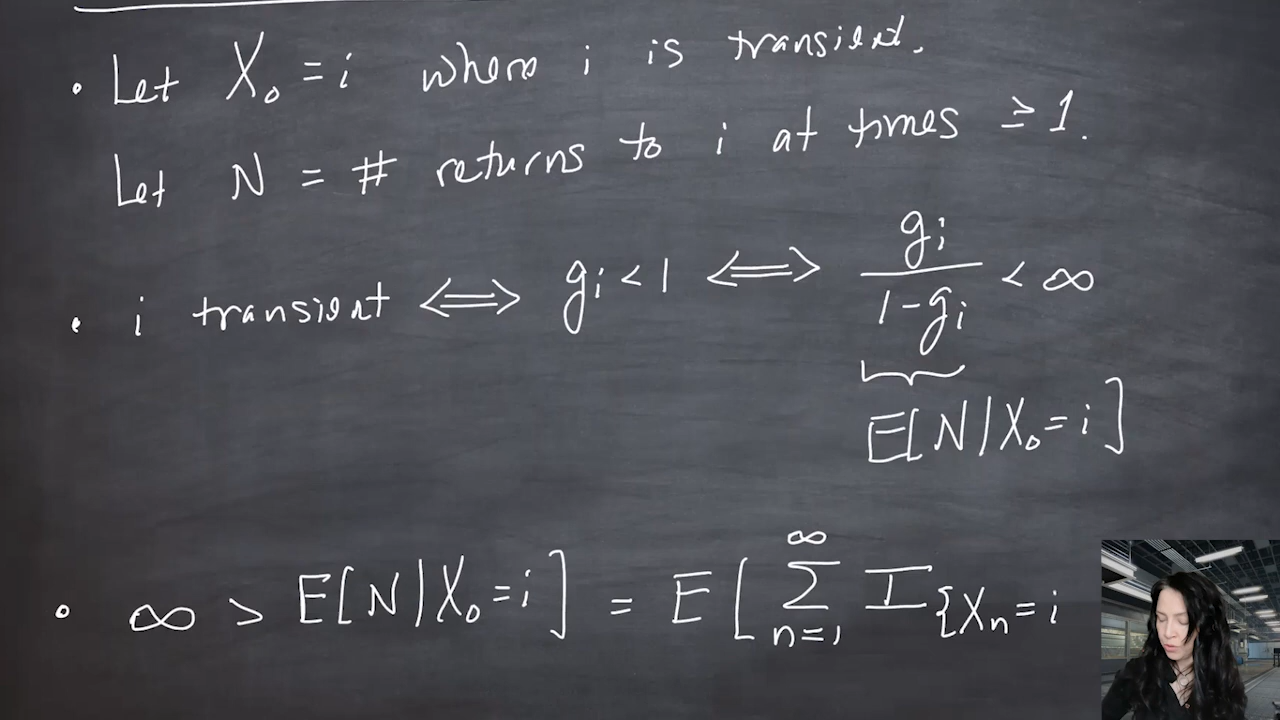 • Let X₀ = i where i is transient.
Let N = # returns to i at times ≥ 1.
• i transient ⟺ gᵢ < 1 ⟺ gᵢ / (1 - gᵢ) < ∞
E[N | X₀ = i]
• ∞ > E[N | X₀ = i] = E[ ∑_{n=1}^{∞} I_{{Xₙ = i